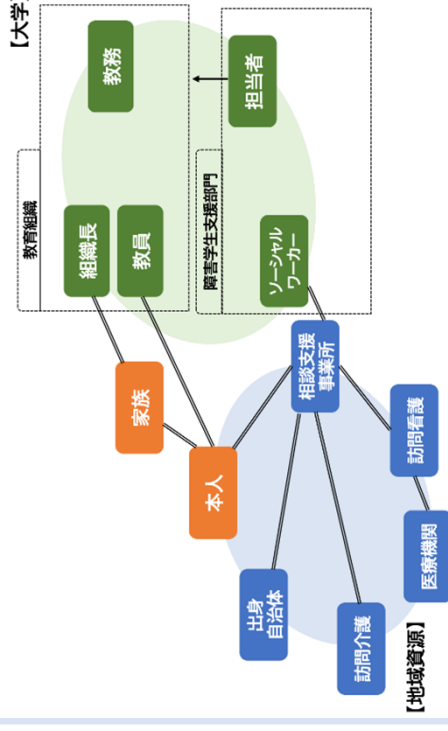 【大学
教育組織
教務
組織長
教員
障害学生支援部門
担当者
ソーシャル
ワーカー
家族
本人
相談支援
事業所
出身
自治体
訪問介護
訪問看護
医療機関
【地域資源】